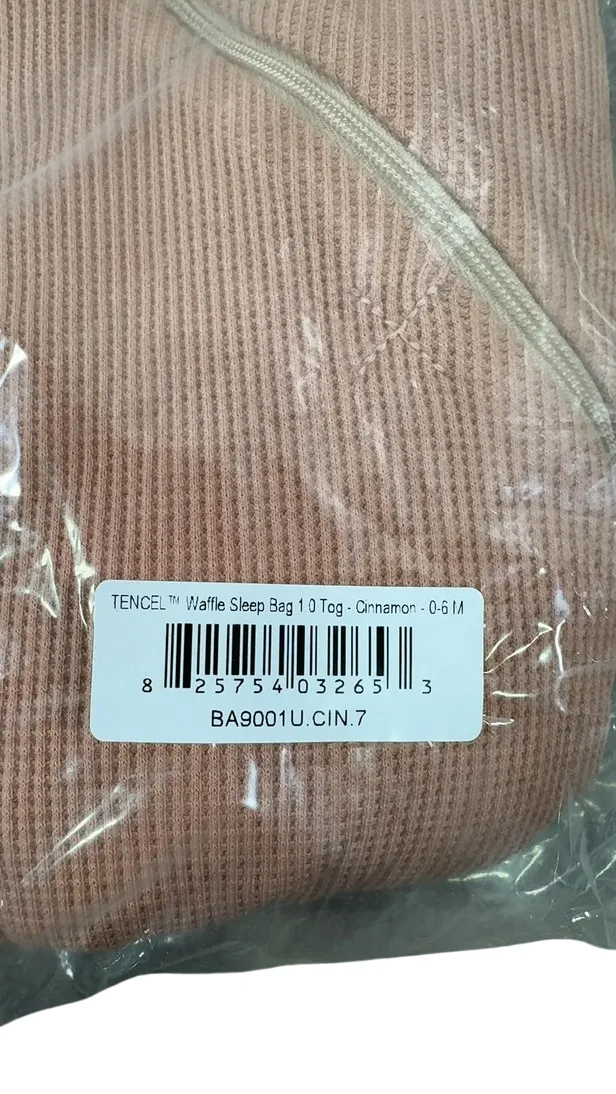 TENCEL™ Waffle Sleep Bag 1.0 Tog - Cinnamon - 0-6 M
8 25754 03265 3
BA9001U.CIN.7